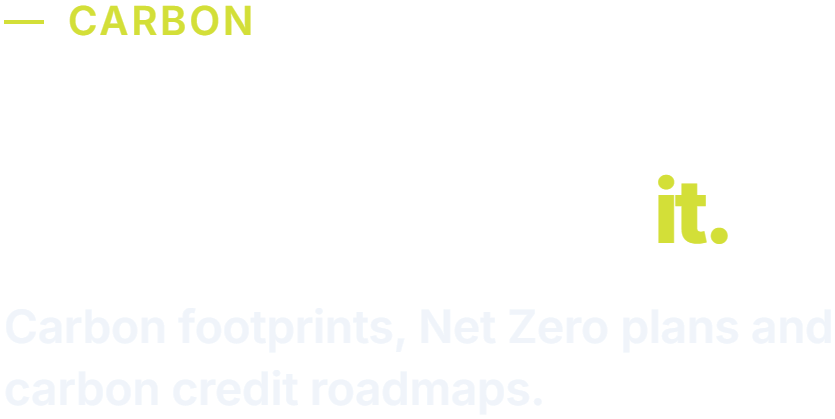 — CARBON
it.
Carbon footprints, Net Zero plans and
carbon credit roadmaps.